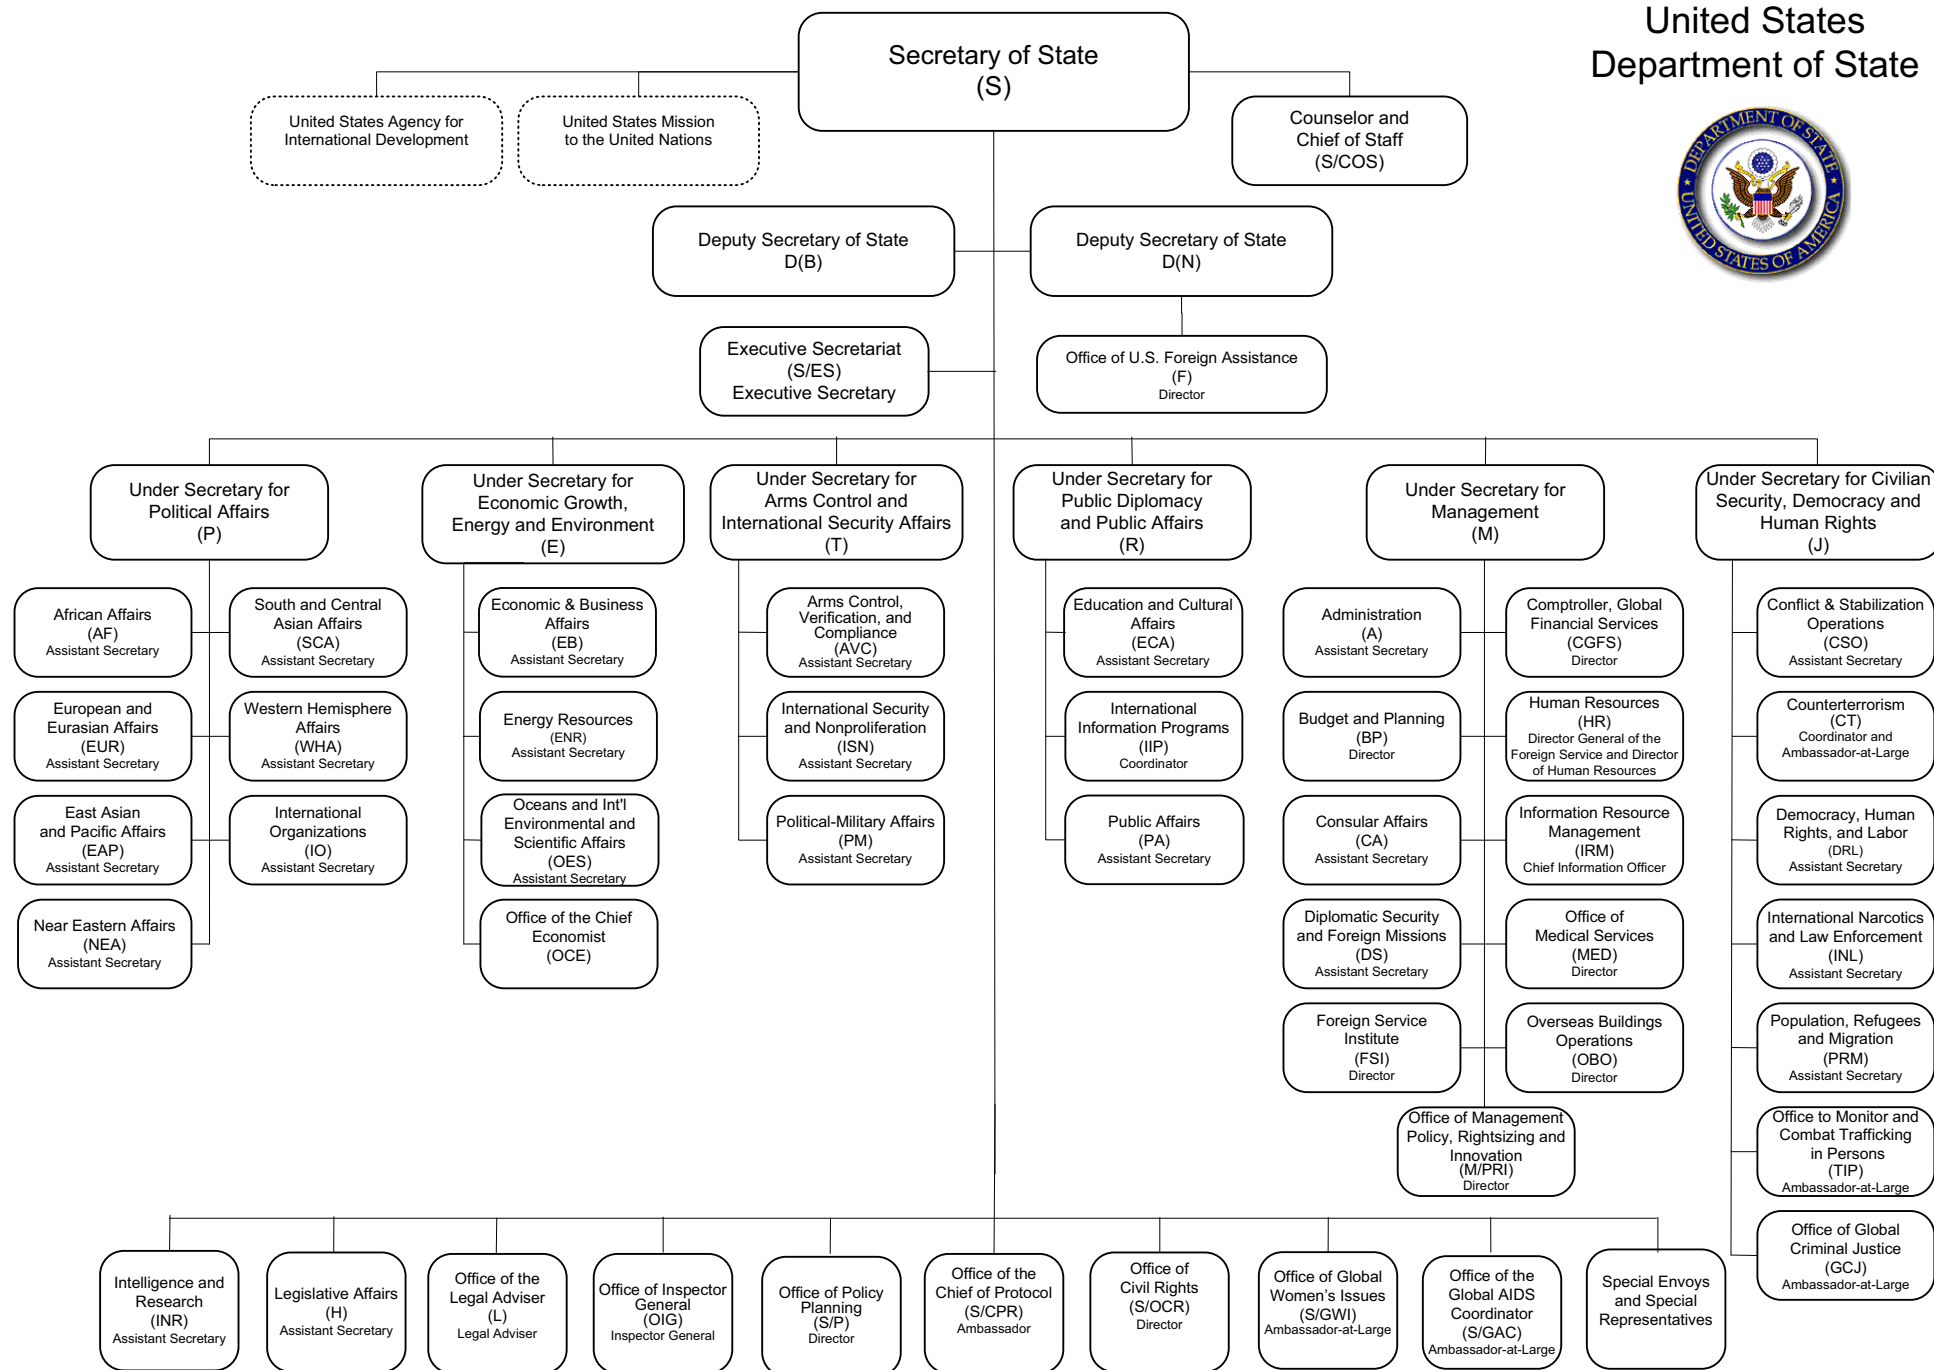 United States
Department of State
DEPARTMENT OF STATE
UNITED STATES OF AMERICA
Secretary of State
(S)
United States Agency for
International Development
United States Mission
to the United Nations
Counselor and
Chief of Staff
(S/COS)
Deputy Secretary of State
D(B)
Deputy Secretary of State
D(N)
Executive Secretariat
(S/ES)
Executive Secretary
Office of U.S. Foreign Assistance
(F)
Director
Under Secretary for
Political Affairs
(P)
Under Secretary for
Economic Growth,
Energy and Environment
(E)
Under Secretary for
Arms Control and
International Security Affairs
(T)
Under Secretary for
Public Diplomacy
and Public Affairs
(R)
Under Secretary for
Management
(M)
Under Secretary for Civilian
Security, Democracy and
Human Rights
(J)
African Affairs
(AF)
Assistant Secretary
South and Central
Asian Affairs
(SCA)
Assistant Secretary
European and
Eurasian Affairs
(EUR)
Assistant Secretary
Western Hemisphere
Affairs
(WHA)
Assistant Secretary
East Asian
and Pacific Affairs
(EAP)
Assistant Secretary
International
Organizations
(IO)
Assistant Secretary
Near Eastern Affairs
(NEA)
Assistant Secretary
Economic & Business
Affairs
(EB)
Assistant Secretary
Energy Resources
(ENR)
Assistant Secretary
Oceans and Int'l
Environmental and
Scientific Affairs
(OES)
Assistant Secretary
Office of the Chief
Economist
(OCE)
Arms Control,
Verification, and
Compliance
(AVC)
Assistant Secretary
International Security
and Nonproliferation
(ISN)
Assistant Secretary
Political-Military Affairs
(PM)
Assistant Secretary
Education and Cultural
Affairs
(ECA)
Assistant Secretary
International
Information Programs
(IIP)
Coordinator
Public Affairs
(PA)
Assistant Secretary
Administration
(A)
Assistant Secretary
Comptroller, Global
Financial Services
(CGFS)
Director
Budget and Planning
(BP)
Director
Human Resources
(HR)
Director General of the
Foreign Service and Director
of Human Resources
Consular Affairs
(CA)
Assistant Secretary
Information Resource
Management
(IRM)
Chief Information Officer
Diplomatic Security
and Foreign Missions
(DS)
Assistant Secretary
Office of
Medical Services
(MED)
Director
Foreign Service
Institute
(FSI)
Director
Overseas Buildings
Operations
(OBO)
Director
Office of Management
Policy, Rightsizing and
Innovation
(M/PRI)
Director
Conflict & Stabilization
Operations
(CSO)
Assistant Secretary
Counterterrorism
(CT)
Coordinator and
Ambassador-at-Large
Democracy, Human
Rights, and Labor
(DRL)
Assistant Secretary
International Narcotics
and Law Enforcement
(INL)
Assistant Secretary
Population, Refugees
and Migration
(PRM)
Assistant Secretary
Office to Monitor and
Combat Trafficking
in Persons
(TIP)
Ambassador-at-Large
Office of Global
Criminal Justice
(GCJ)
Ambassador-at-Large
Intelligence and
Research
(INR)
Assistant Secretary
Legislative Affairs
(H)
Assistant Secretary
Office of the
Legal Adviser
(L)
Legal Adviser
Office of Inspector
General
(OIG)
Inspector General
Office of Policy
Planning
(S/P)
Director
Office of the
Chief of Protocol
(S/CPR)
Ambassador
Office of
Civil Rights
(S/OCR)
Director
Office of Global
Women's Issues
(S/GWI)
Ambassador-at-Large
Office of the
Global AIDS
Coordinator
(S/GAC)
Ambassador-at-Large
Special Envoys
and Special
Representatives